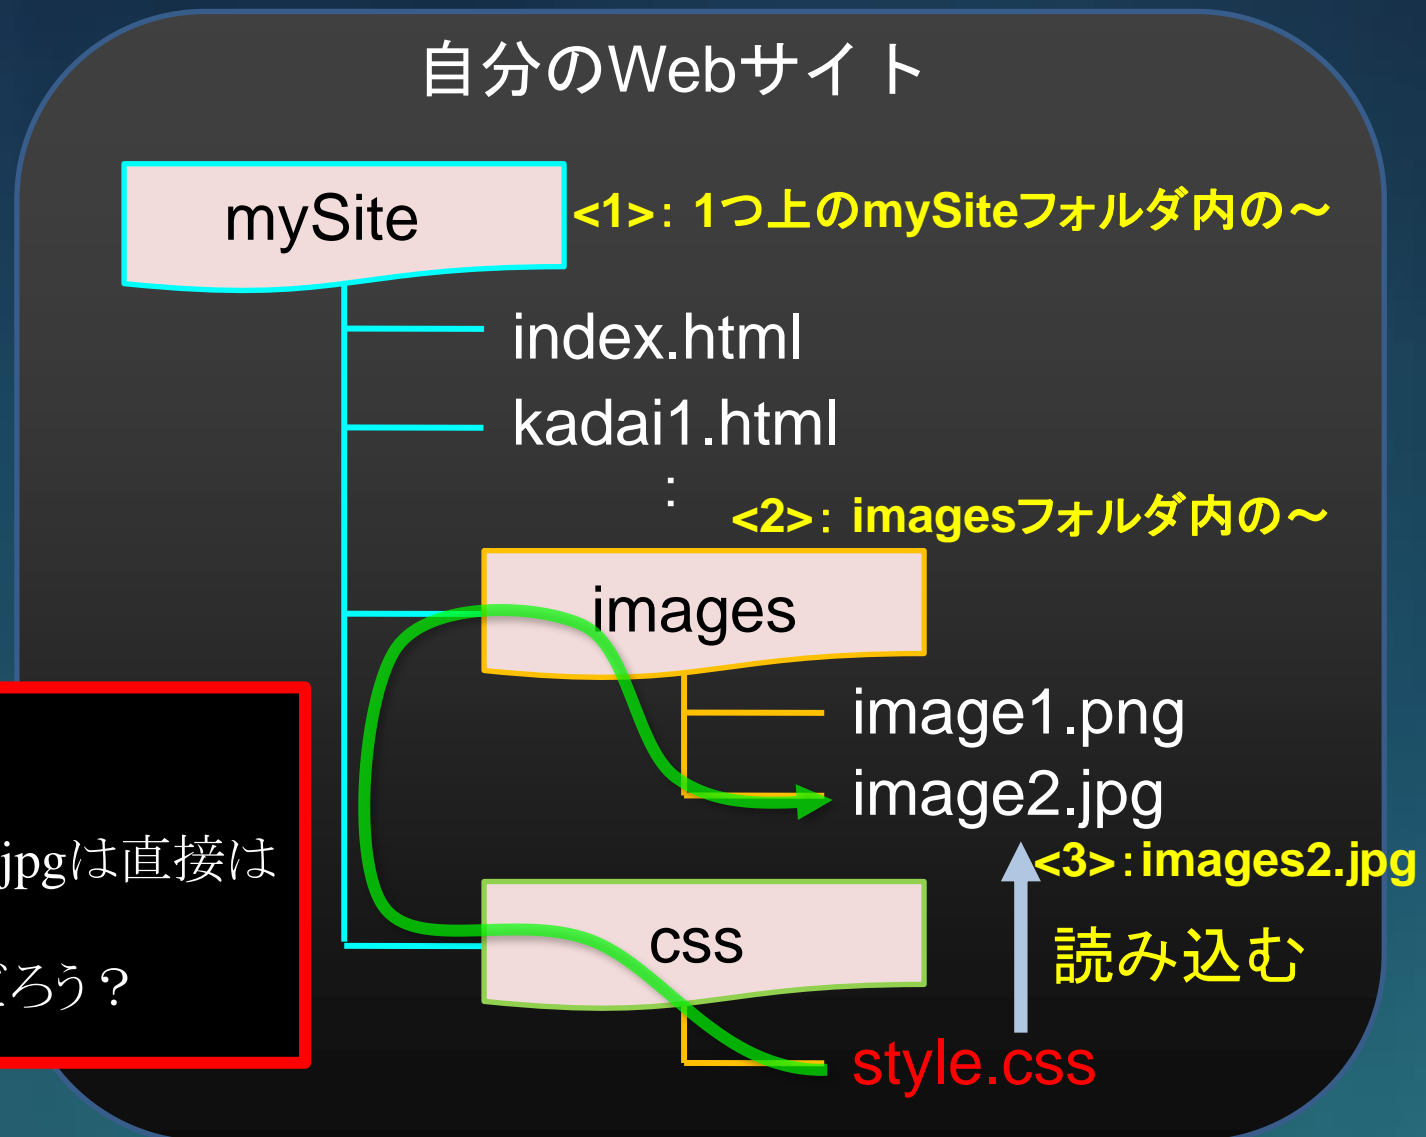 自分のWebサイト
mySite
<1>：1つ上のmySiteフォルダ内の～
index.html
kadai1.html
：
<2>：imagesフォルダ内の～
images
image1.png
image2.jpg
<3>：images2.jpg
jpgは直接は
だろう？
css
読み込む
style.css